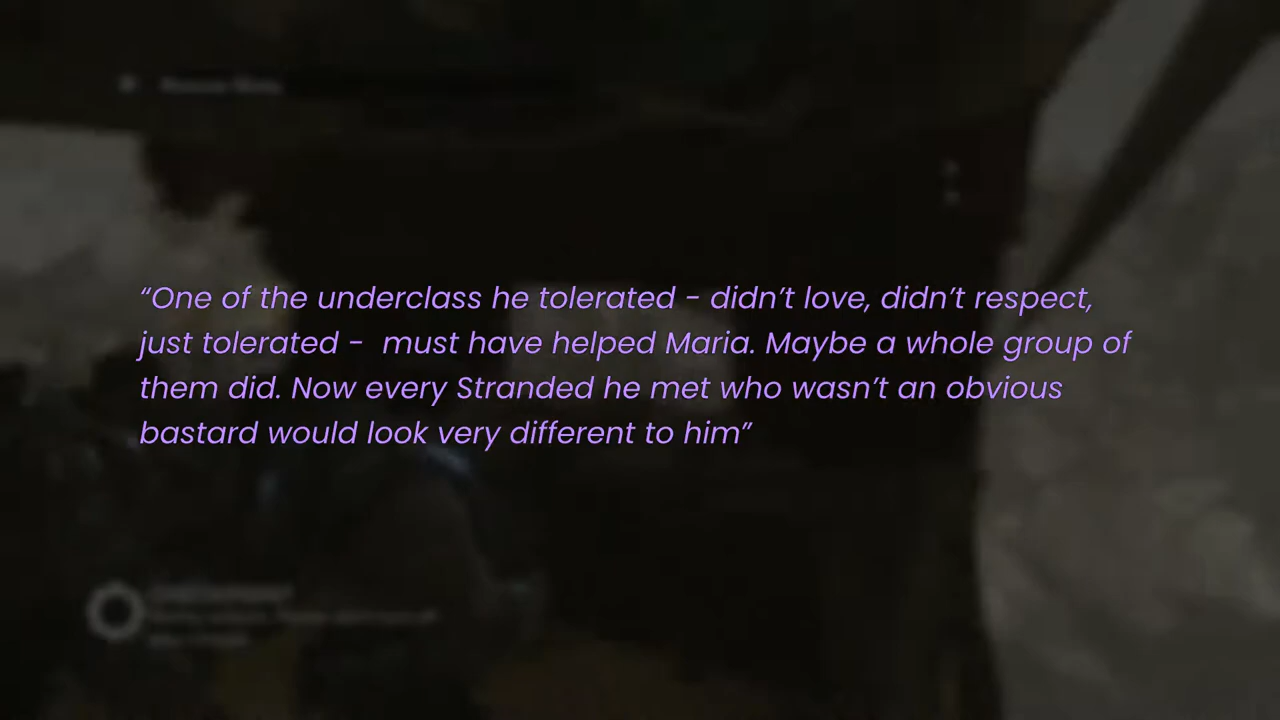 “One of the underclass he tolerated - didn’t love, didn’t respect,
just tolerated -  must have helped Maria. Maybe a whole group of
them did. Now every Stranded he met who wasn’t an obvious
bastard would look very different to him”